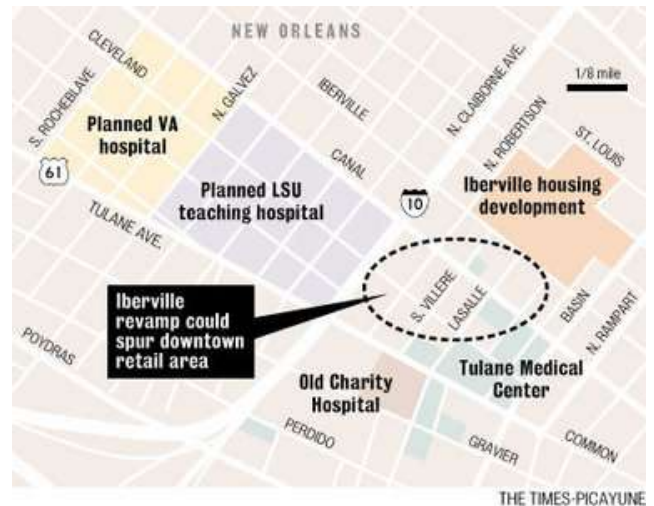 NEW ORLEANS
CLEVELAND
S. ROCHEBLAVE
N. GALVEZ
IBERVILLE
N. CLAIBORNE AVE.
1/8 mile
N. ROBERTSON
ST. LOUIS
Planned VA
hospital
CANAL
61
Planned LSU
teaching hospital
10
Iberville housing
development
TULANE AVE.
Iberville
revamp could
spur downtown
retail area
S. VILLERE
LASALLE
BASIN
N. RAMPART
POYDRAS
Old Charity
Hospital
Tulane Medical
Center
PERDIDO
GRAVIER
COMMON
THE TIMES-PICAYUNE